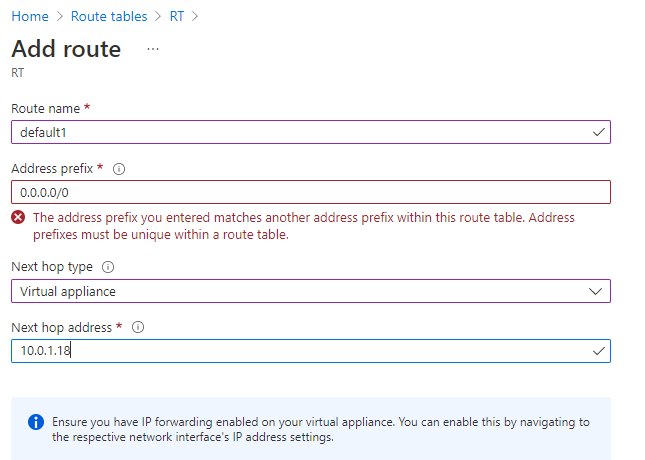 Home > Route tables > RT >
Add route ...
RT
Route name *
default1
Address prefix *
0.0.0.0/0
The address prefix you entered matches another address prefix within this route table. Address
prefixes must be unique within a route table.
Next hop type
Virtual appliance
Next hop address *
10.0.1.18
Ensure you have IP forwarding enabled on your virtual appliance. You can enable this by navigating to
the respective network interface's IP address settings.